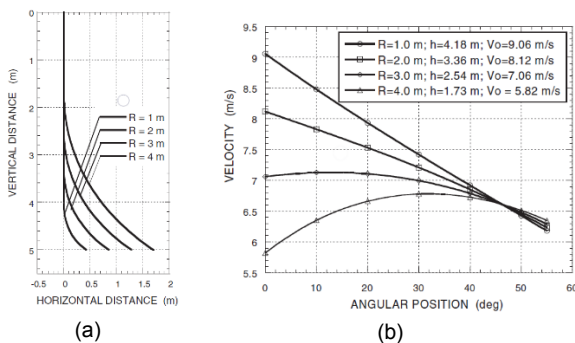 0
1
2
3
4
5
VERTICAL DISTANCE (m)
R = 1 m
R = 2 m
R = 3 m
R = 4 m
-0.5 0 0.5 1 1.5 2
HORIZONTAL DISTANCE (m)
(a)
9.5
9
8.5
8
7.5
7
6.5
6
5.5
VELOCITY (m/s)
R=1.0 m; h=4.18 m; Vo=9.06 m/s
R=2.0 m; h=3.36 m; Vo=8.12 m/s
R=3.0 m; h=2.54 m; Vo=7.06 m/s
R=4.0 m; h=1.73 m; Vo = 5.82 m/s
0 10 20 30 40 50 60
ANGULAR POSITION (deg)
(b)